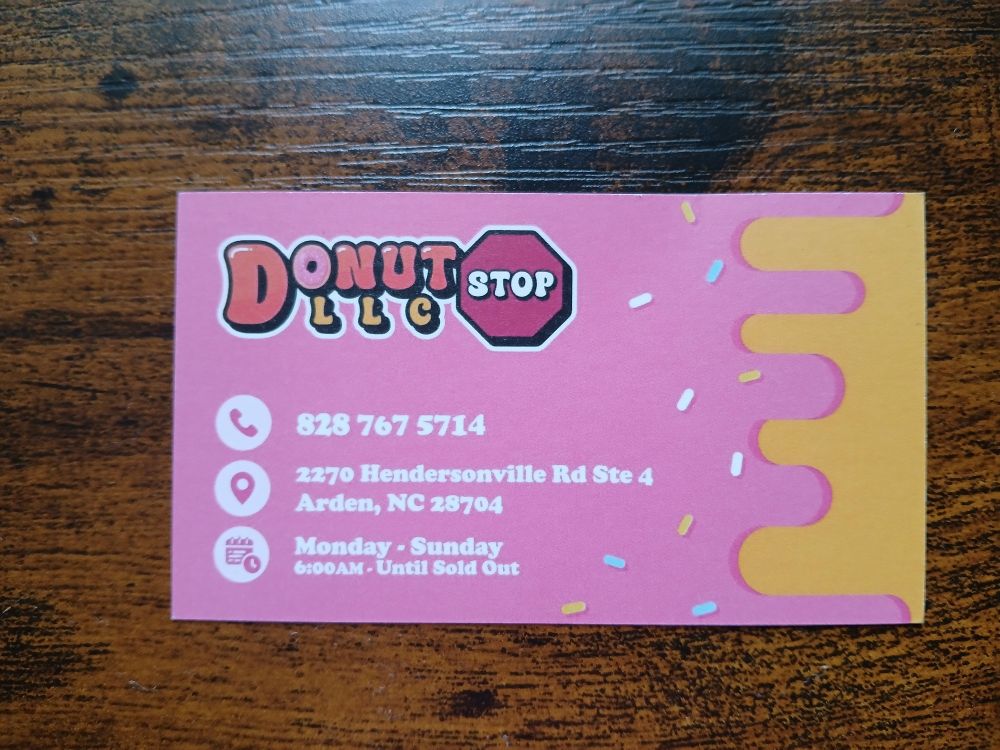 DONUT STOP
LLC
828 767 5714
2270 Hendersonville Rd Ste 4
Arden, NC 28704
Monday - Sunday
6:00AM - Until Sold Out